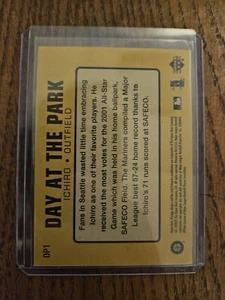 DP1
DAY AT THE PARK
ICHIRO • OUTFIELD
Fans in Seattle wasted little time embracing
Ichiro as one of their favorite players. He
received the most votes for the 2001 All-Star
Game which was held in his home ballpark,
SAFECO Field. The Mariners compiled a Major
League best 57-24 home record thanks to
Ichiro's 71 runs scored at SAFECO.